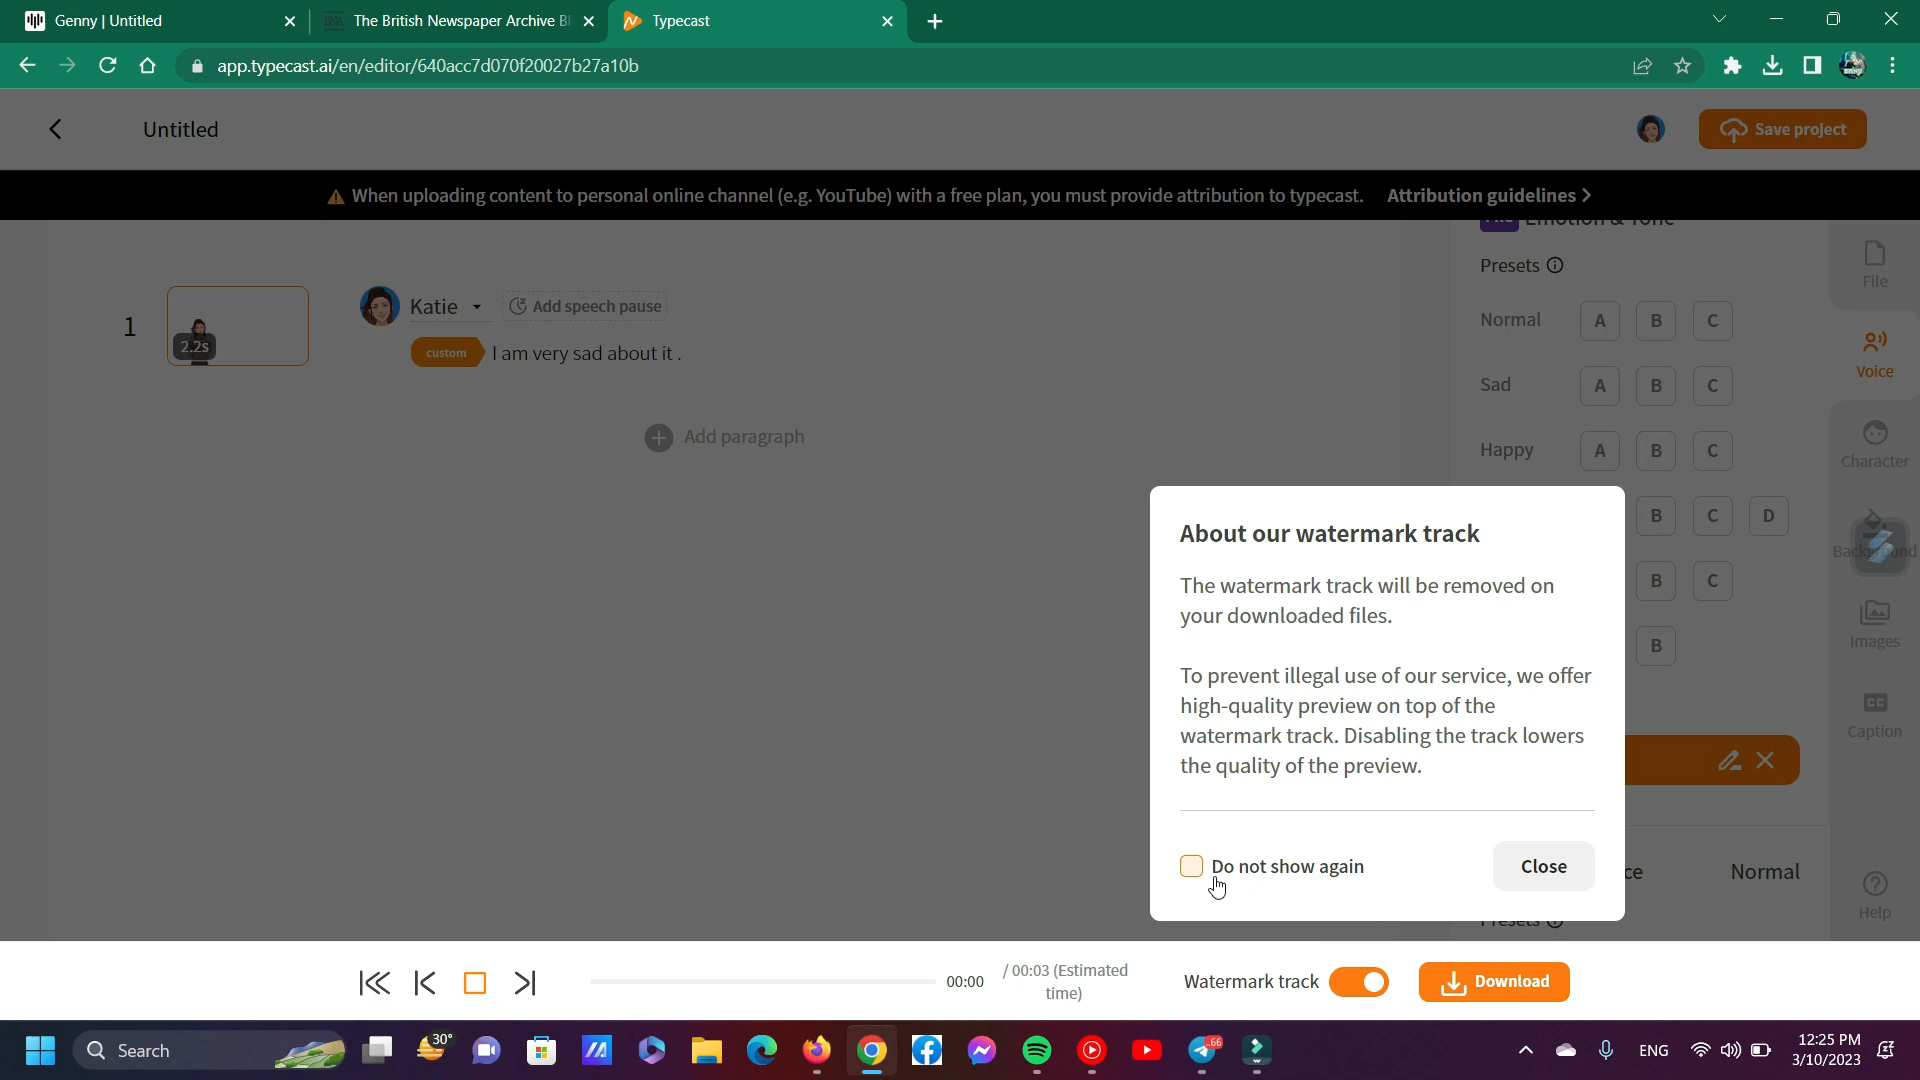 Genny | Untitled
The British Newspaper Archive Bl
Typecast
app.typecast.ai/en/editor/640acc7d070f20027b27a10b
Untitled
Save project
When uploading content to personal online channel (e.g. YouTube) with a free plan, you must provide attribution to typecast. Attribution guidelines >
Emotion & Tone
Presets
File
Normal A B C
Voice
Sad A B C
Happy A B C
Character
B C D
Background
B C
Images
B
Caption
1
2.2s
Katie
Add speech pause
custom
I am very sad about it .
Add paragraph
About our watermark track
The watermark track will be removed on
your downloaded files.
To prevent illegal use of our service, we offer
high-quality preview on top of the
watermark track. Disabling the track lowers
the quality of the preview.
Do not show again
Close
ce Normal
Presets
Help
00:00
/ 00:03 (Estimated
time)
Watermark track
Download
Search
30°
66
ENG
12:25 PM
3/10/2023